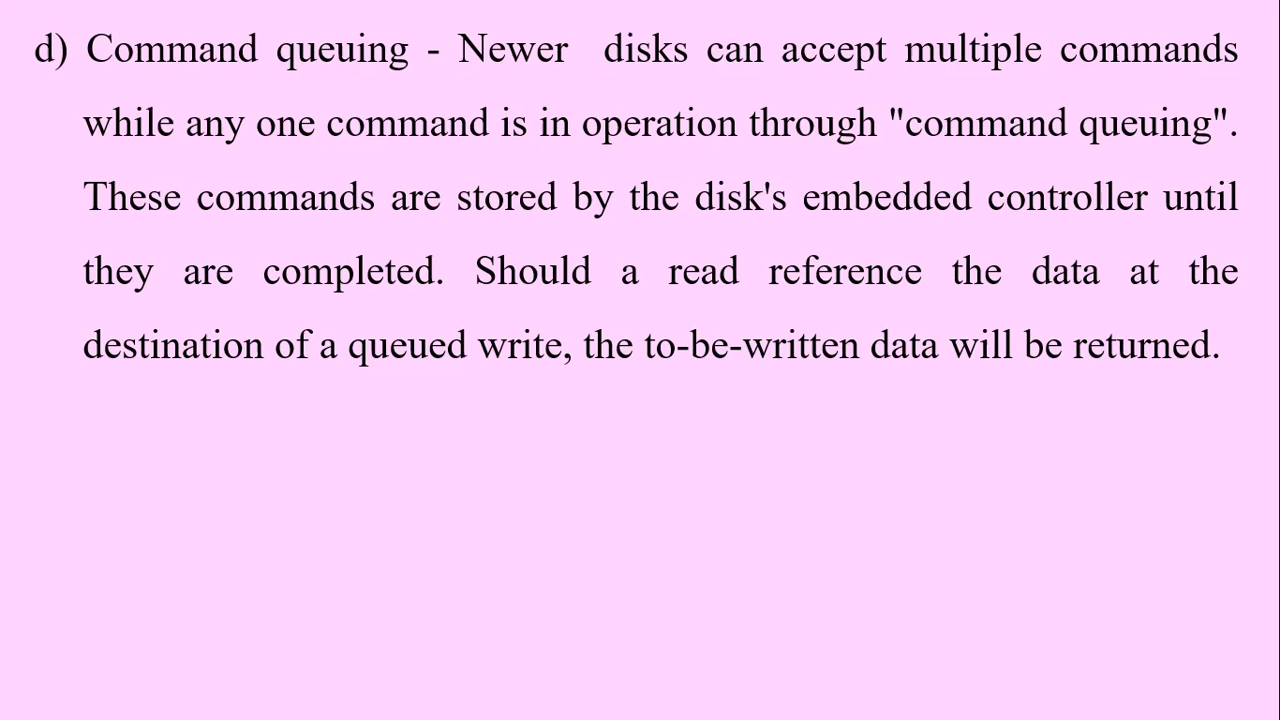 d) Command queuing - Newer disks can accept multiple commands
while any one command is in operation through "command queuing".
These commands are stored by the disk's embedded controller until
they are completed. Should a read reference the data at the
destination of a queued write, the to-be-written data will be returned.